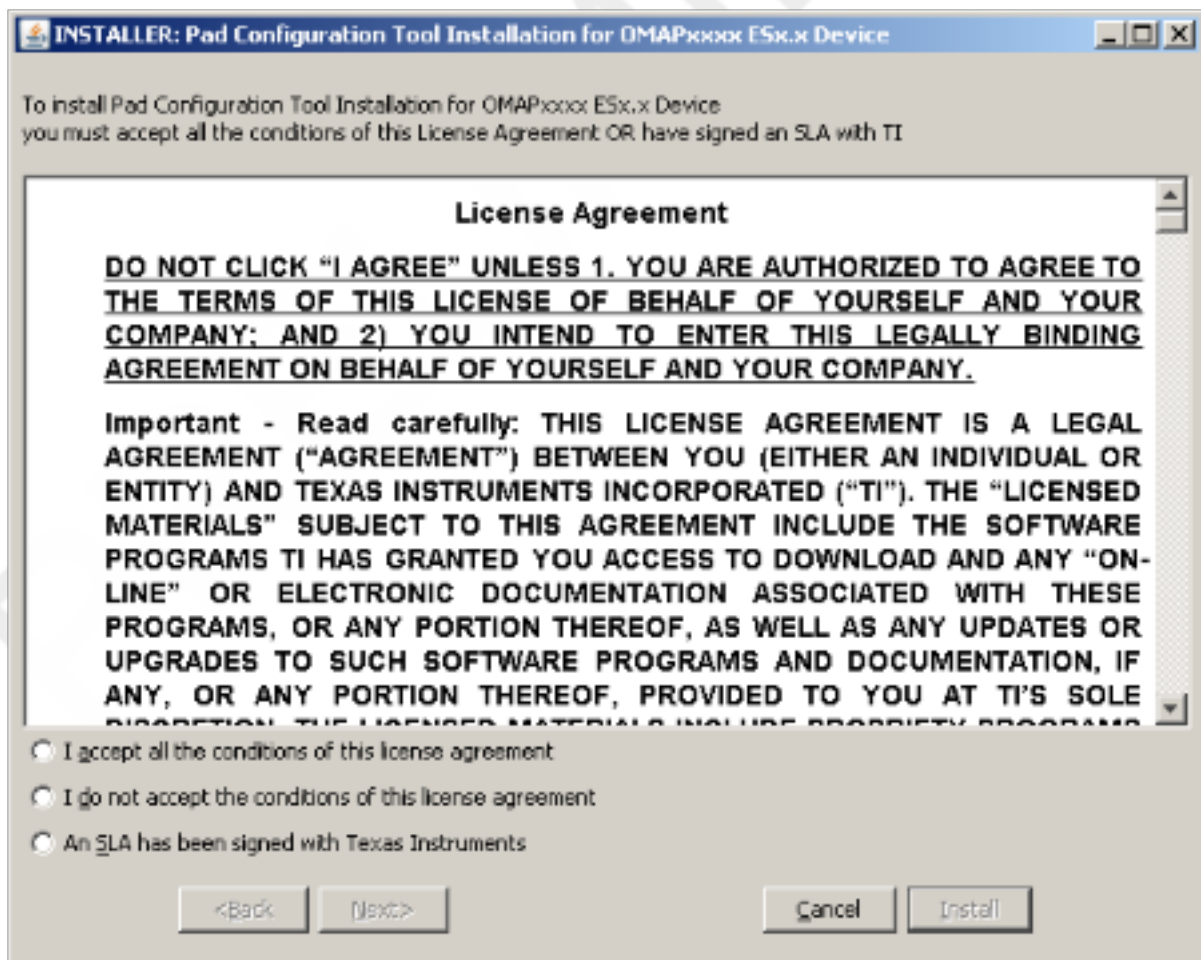 INSTALLER: Pad Configuration Tool Installation for OMAPxxxx ESx.x Device
To install Pad Configuration Tool Installation for OMAPxxxx ESx.x Device
you must accept all the conditions of this License Agreement OR have signed an SLA with TI
License Agreement
DO NOT CLICK “I AGREE” UNLESS 1. YOU ARE AUTHORIZED TO AGREE TO
THE TERMS OF THIS LICENSE OF BEHALF OF YOURSELF AND YOUR
COMPANY; AND 2) YOU INTEND TO ENTER THIS LEGALLY BINDING
AGREEMENT ON BEHALF OF YOURSELF AND YOUR COMPANY.
Important - Read carefully: THIS LICENSE AGREEMENT IS A LEGAL
AGREEMENT (“AGREEMENT”) BETWEEN YOU (EITHER AN INDIVIDUAL OR
ENTITY) AND TEXAS INSTRUMENTS INCORPORATED (“TI”). THE “LICENSED
MATERIALS” SUBJECT TO THIS AGREEMENT INCLUDE THE SOFTWARE
PROGRAMS TI HAS GRANTED YOU ACCESS TO DOWNLOAD AND ANY “ON-
LINE” OR ELECTRONIC DOCUMENTATION ASSOCIATED WITH THESE
PROGRAMS, OR ANY PORTION THEREOF, AS WELL AS ANY UPDATES OR
UPGRADES TO SUCH SOFTWARE PROGRAMS AND DOCUMENTATION, IF
ANY, OR ANY PORTION THEREOF, PROVIDED TO YOU AT TI'S SOLE
DISCRETION. THE LICENSED MATERIALS INCLUDE PROPRIETY PROGRAMS
I accept all the conditions of this license agreement
I do not accept the conditions of this license agreement
An SLA has been signed with Texas Instruments
<Back Next> Cancel Install